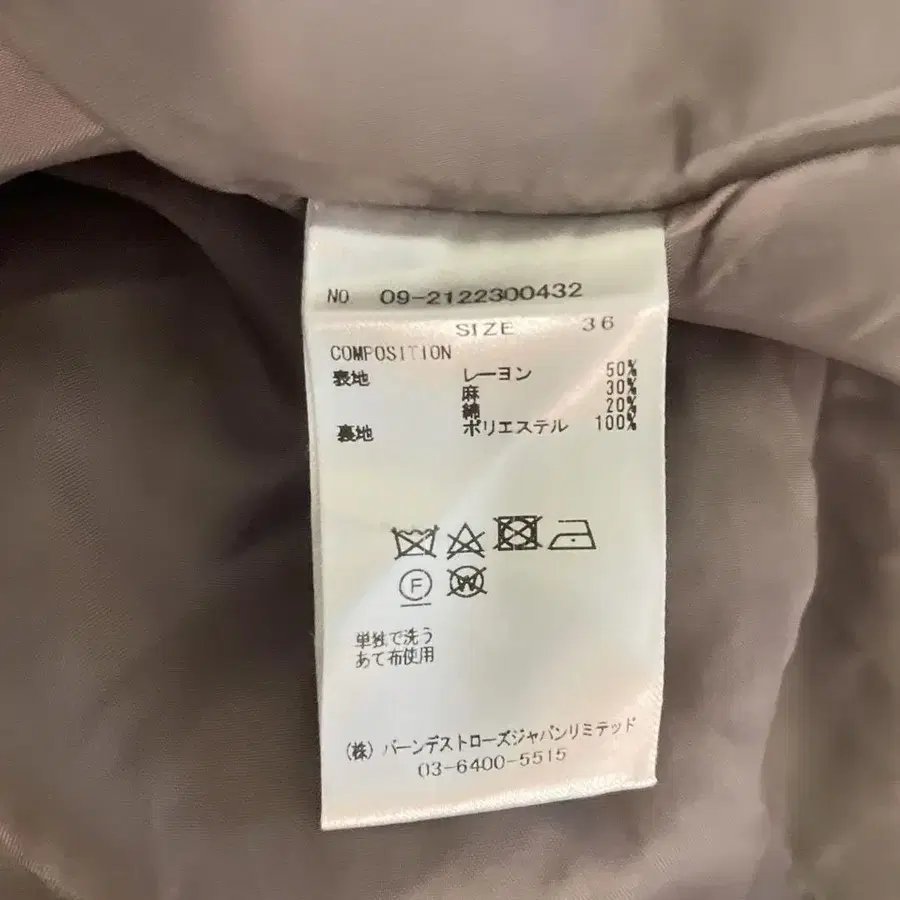 NO. 09-2122300432
SIZE 36
COMPOSITION
表地 レーヨン 50%
麻 30%
綿 20%
裏地 ポリエステル 100%
F W
単独で洗う
あて布使用
(株) バーンデストローズジャパンリミテッド
03-6400-5515